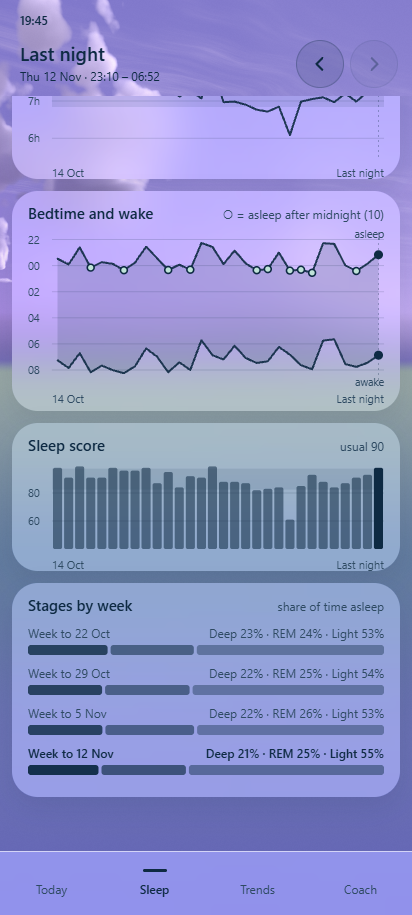 19:45
Last night
Thu 12 Nov · 23:10 – 06:52
7h
6h
14 Oct Last night
Bedtime and wake ○ = asleep after midnight (10)
asleep
22
00
02
04
06
08
awake
14 Oct Last night
Sleep score usual 90
80
60
14 Oct Last night
Stages by week share of time asleep
Week to 22 Oct Deep 23% · REM 24% · Light 53%
Week to 29 Oct Deep 22% · REM 25% · Light 54%
Week to 5 Nov Deep 22% · REM 26% · Light 53%
Week to 12 Nov Deep 21% · REM 25% · Light 55%
Today Sleep Trends Coach